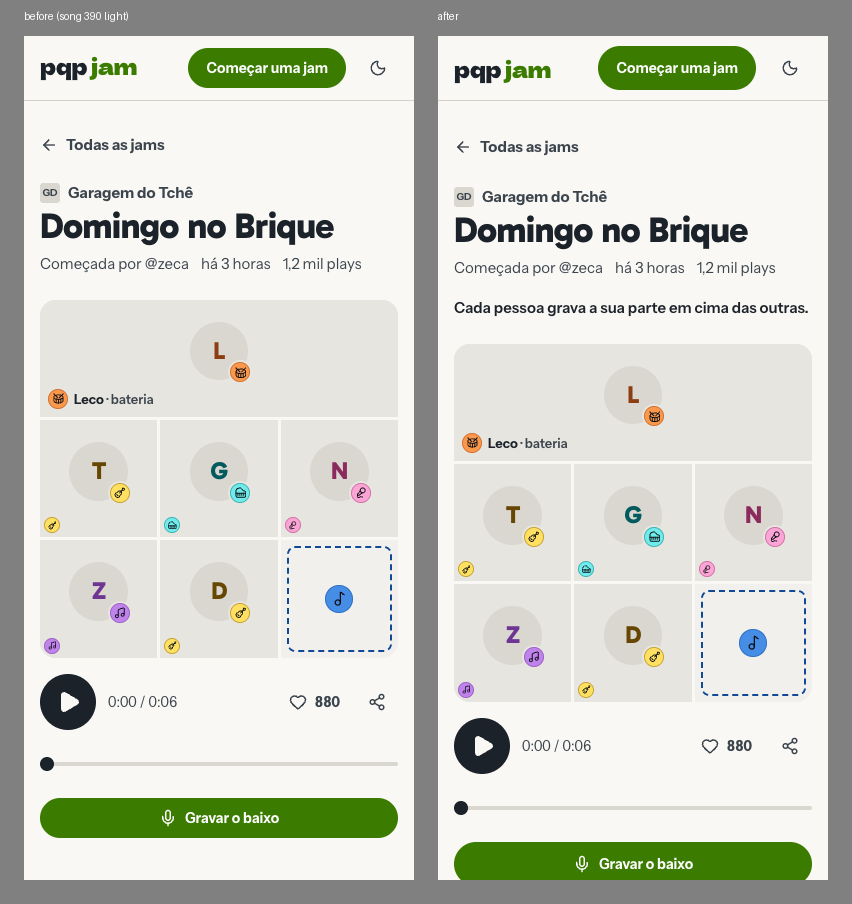 before (song 390 light)
pqp jam
Começar uma jam
Todas as jams
GD Garagem do Tchê
Domingo no Brique
Começada por @zeca há 3 horas 1,2 mil plays
L
Leco · bateria
T G N
Z D
0:00 / 0:06 880
Gravar o baixo
after
pqp jam
Começar uma jam
Todas as jams
GD Garagem do Tchê
Domingo no Brique
Começada por @zeca há 3 horas 1,2 mil plays
Cada pessoa grava a sua parte em cima das outras.
L
Leco · bateria
T G N
Z D
0:00 / 0:06 880
Gravar o baixo